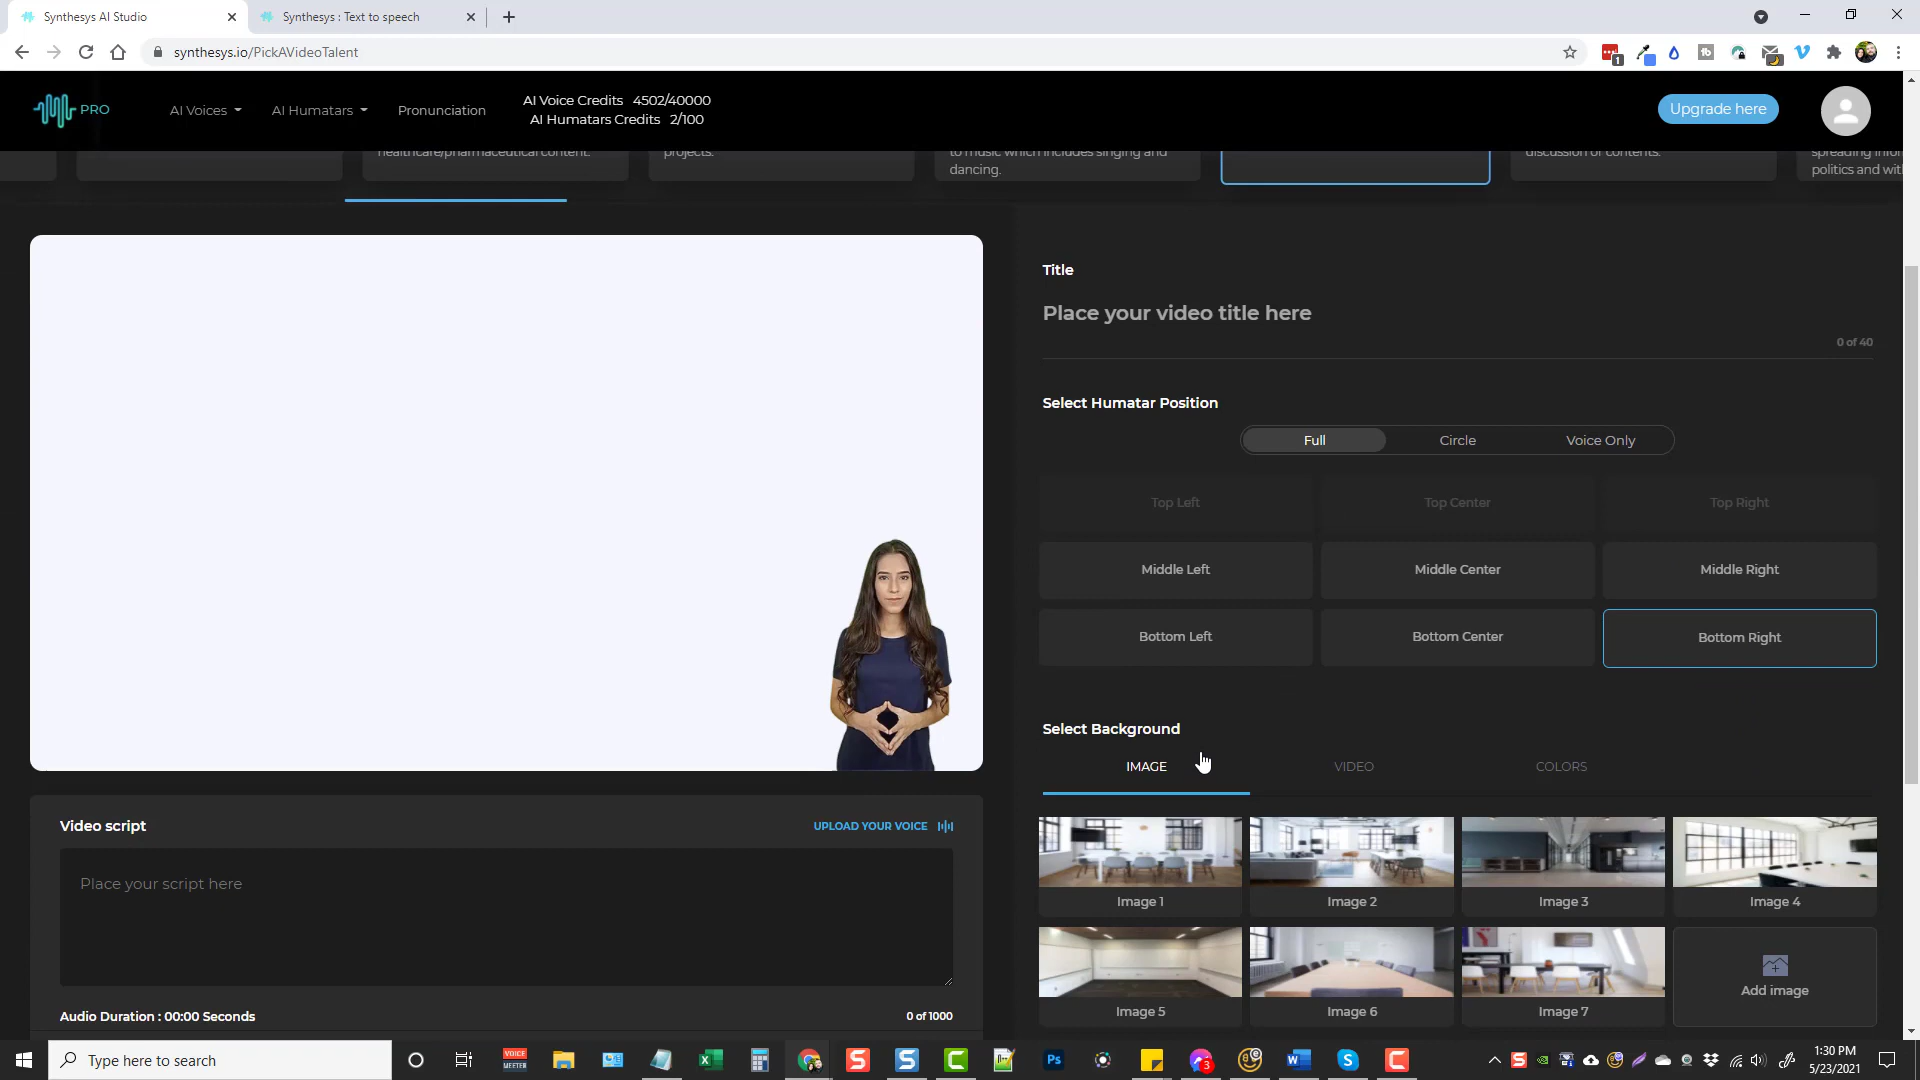 Synthesys AI Studio
Synthesys : Text to speech
synthesys.io/PickAVideoTalent
1
PRO
AI Voices
AI Humatars
Pronunciation
AI Voice Credits 4502/40000
AI Humatars Credits 2/100
Upgrade here
healthcare/pharmaceutical content.
projects.
to music which includes singing and
dancing.
discussion of contents.
politics and wit
Title
Place your video title here
0 of 40
Select Humatar Position
Full
Circle
Voice Only
Top Left
Top Center
Top Right
Middle Left
Middle Center
Middle Right
Bottom Left
Bottom Center
Bottom Right
Select Background
IMAGE
VIDEO
COLORS
Image 1
Image 2
Image 3
Image 4
Image 5
Image 6
Image 7
Add image
Video script
UPLOAD YOUR VOICE
Place your script here
Audio Duration : 00:00 Seconds
0 of 1000
Type here to search
VOICE
MEETER
Ps
3
1:30 PM
5/23/2021